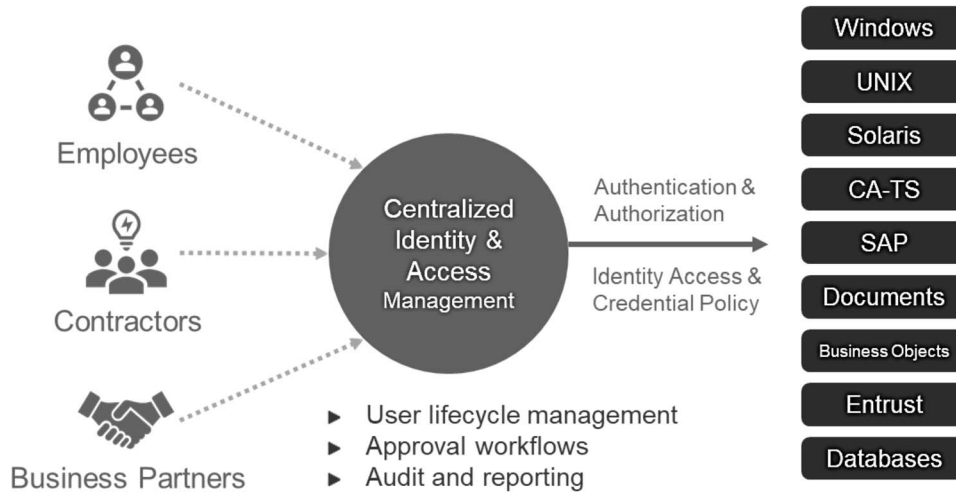 Employees
Contractors
Business Partners
Centralized
Identity &
Access
Management
► User lifecycle management
► Approval workflows
► Audit and reporting
Authentication &
Authorization
Identity Access &
Credential Policy
Windows
UNIX
Solaris
CA-TS
SAP
Documents
Business Objects
Entrust
Databases